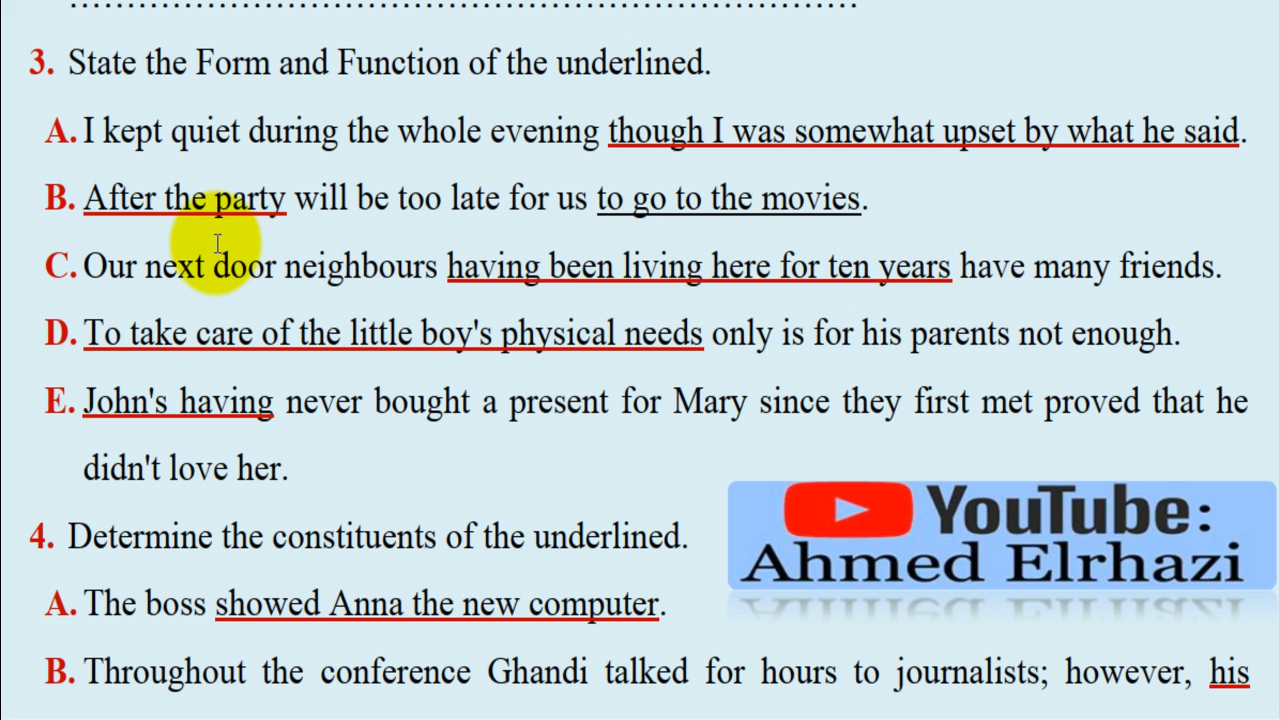 ........................................................................
3. State the Form and Function of the underlined.
A. I kept quiet during the whole evening though I was somewhat upset by what he said.
B. After the party will be too late for us to go to the movies.
C. Our next door neighbours having been living here for ten years have many friends.
D. To take care of the little boy's physical needs only is for his parents not enough.
E. John's having never bought a present for Mary since they first met proved that he
didn't love her.
4. Determine the constituents of the underlined.
YouTube:
Ahmed Elrhazi
A. The boss showed Anna the new computer.
B. Throughout the conference Ghandi talked for hours to journalists; however, his